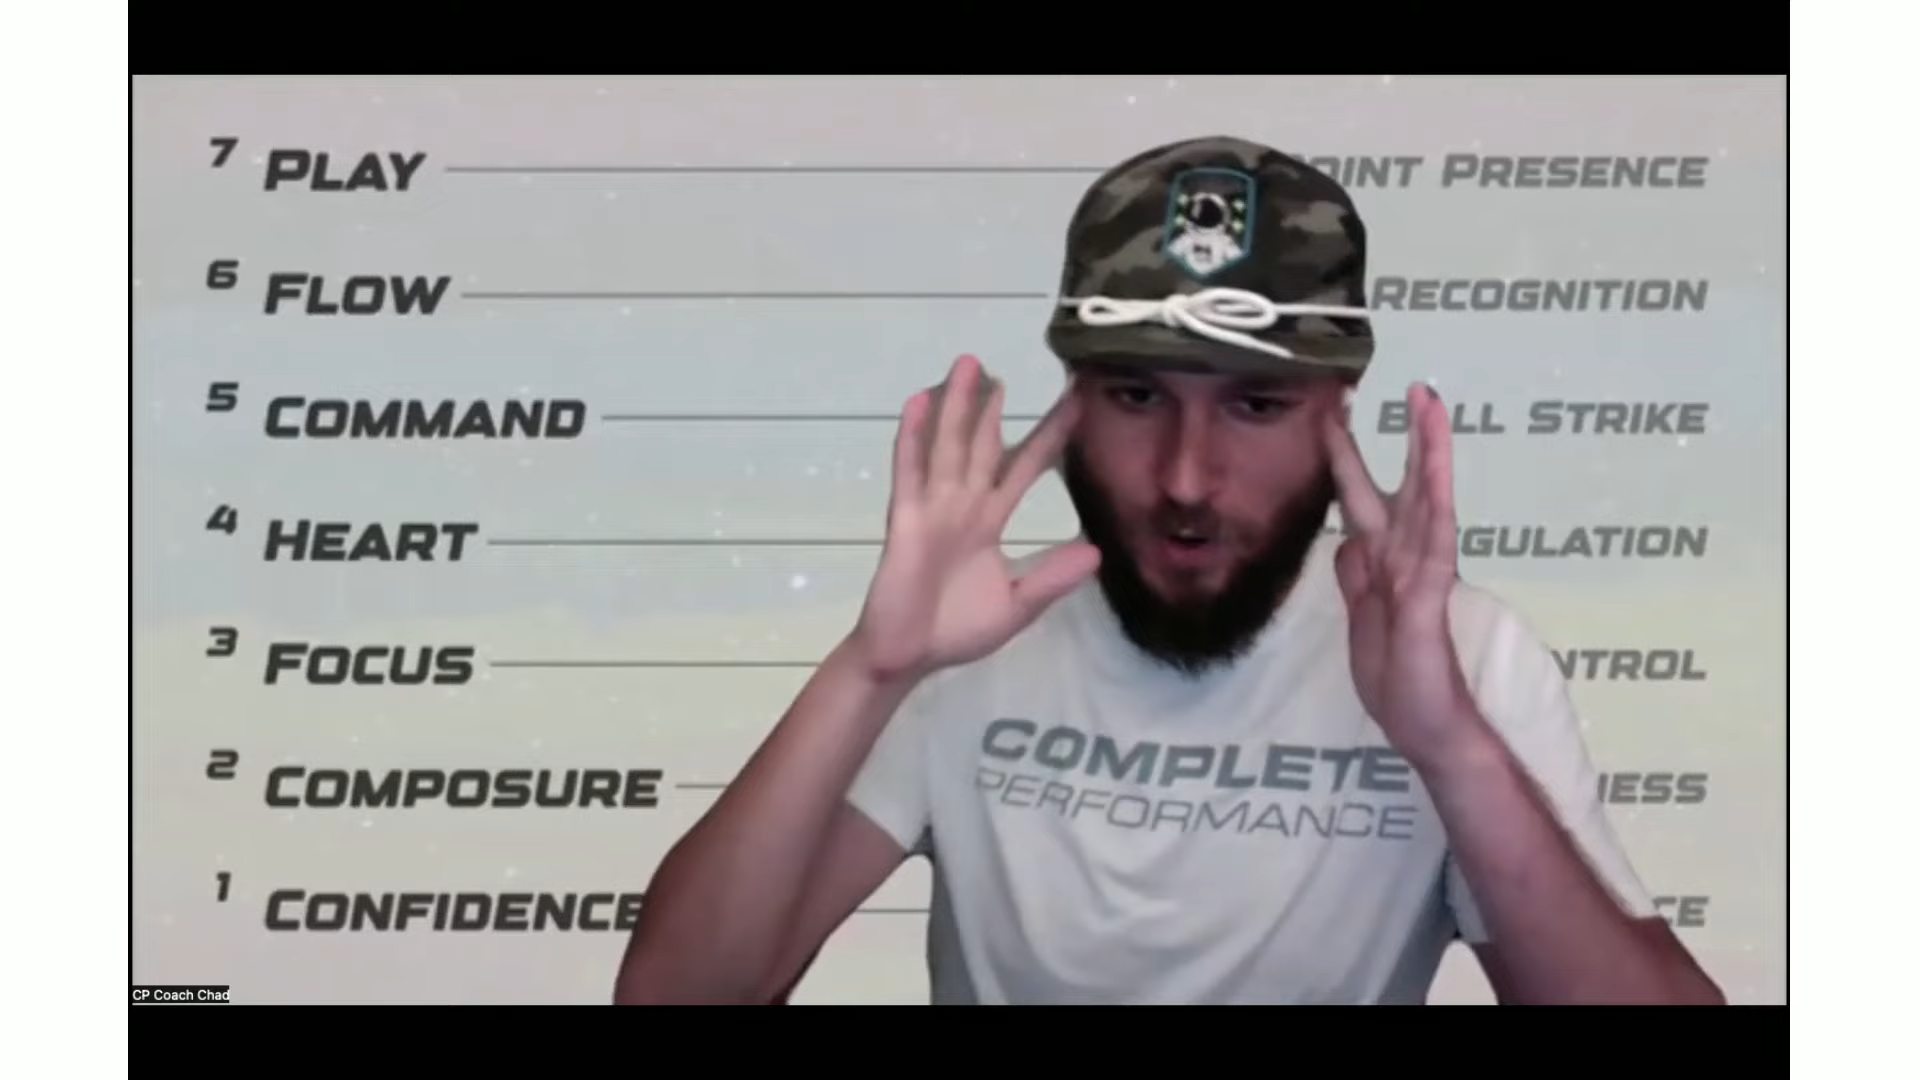 7 PLAY POINT PRESENCE
6 FLOW RECOGNITION
5 COMMAND BALL STRIKE
4 HEART
3 FOCUS
2 COMPOSURE
1 CONFIDENCE
COMPLETE
PERFORMANCE
CP Coach Chad